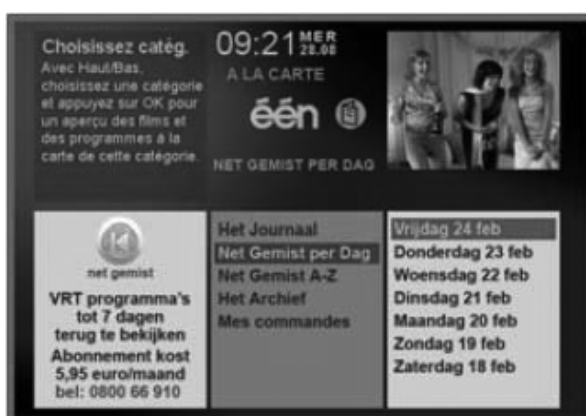 Choisissez catég.
Avec Haut/Bas,
choisissez une catégorie
et appuyez sur OK pour
un aperçu des films et
des programmes à la
carte de cette catégorie.
09:21 MER 28.08
A LA CARTE
één
NET GEMIST PER DAG
net gemist
VRT programma's
tot 7 dagen
terug te bekijken
Abonnement kost
5,95 euro/maand
bel: 0800 66 910
Het Journaal
Net Gemist per Dag
Net Gemist A-Z
Het Archief
Mes commandes
Vrijdag 24 feb
Donderdag 23 feb
Woensdag 22 feb
Dinsdag 21 feb
Maandag 20 feb
Zondag 19 feb
Zaterdag 18 feb